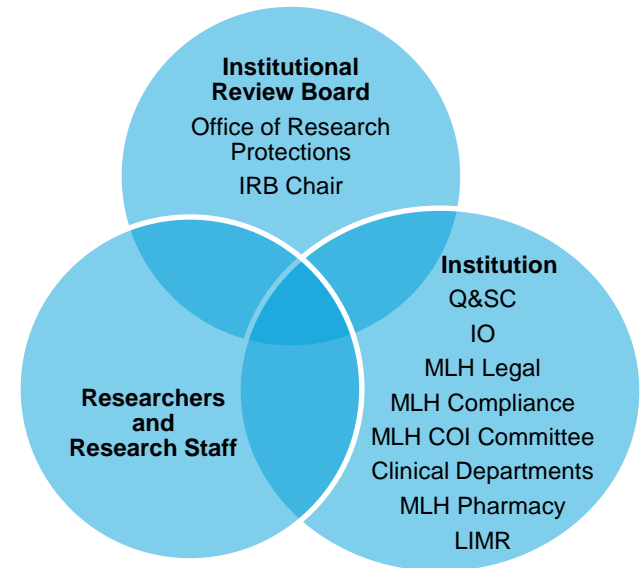 Institutional
Review Board
Office of Research
Protections
IRB Chair
Institution
Q&SC
IO
MLH Legal
MLH Compliance
MLH COI Committee
Clinical Departments
MLH Pharmacy
LIMR
Researchers
and
Research Staff